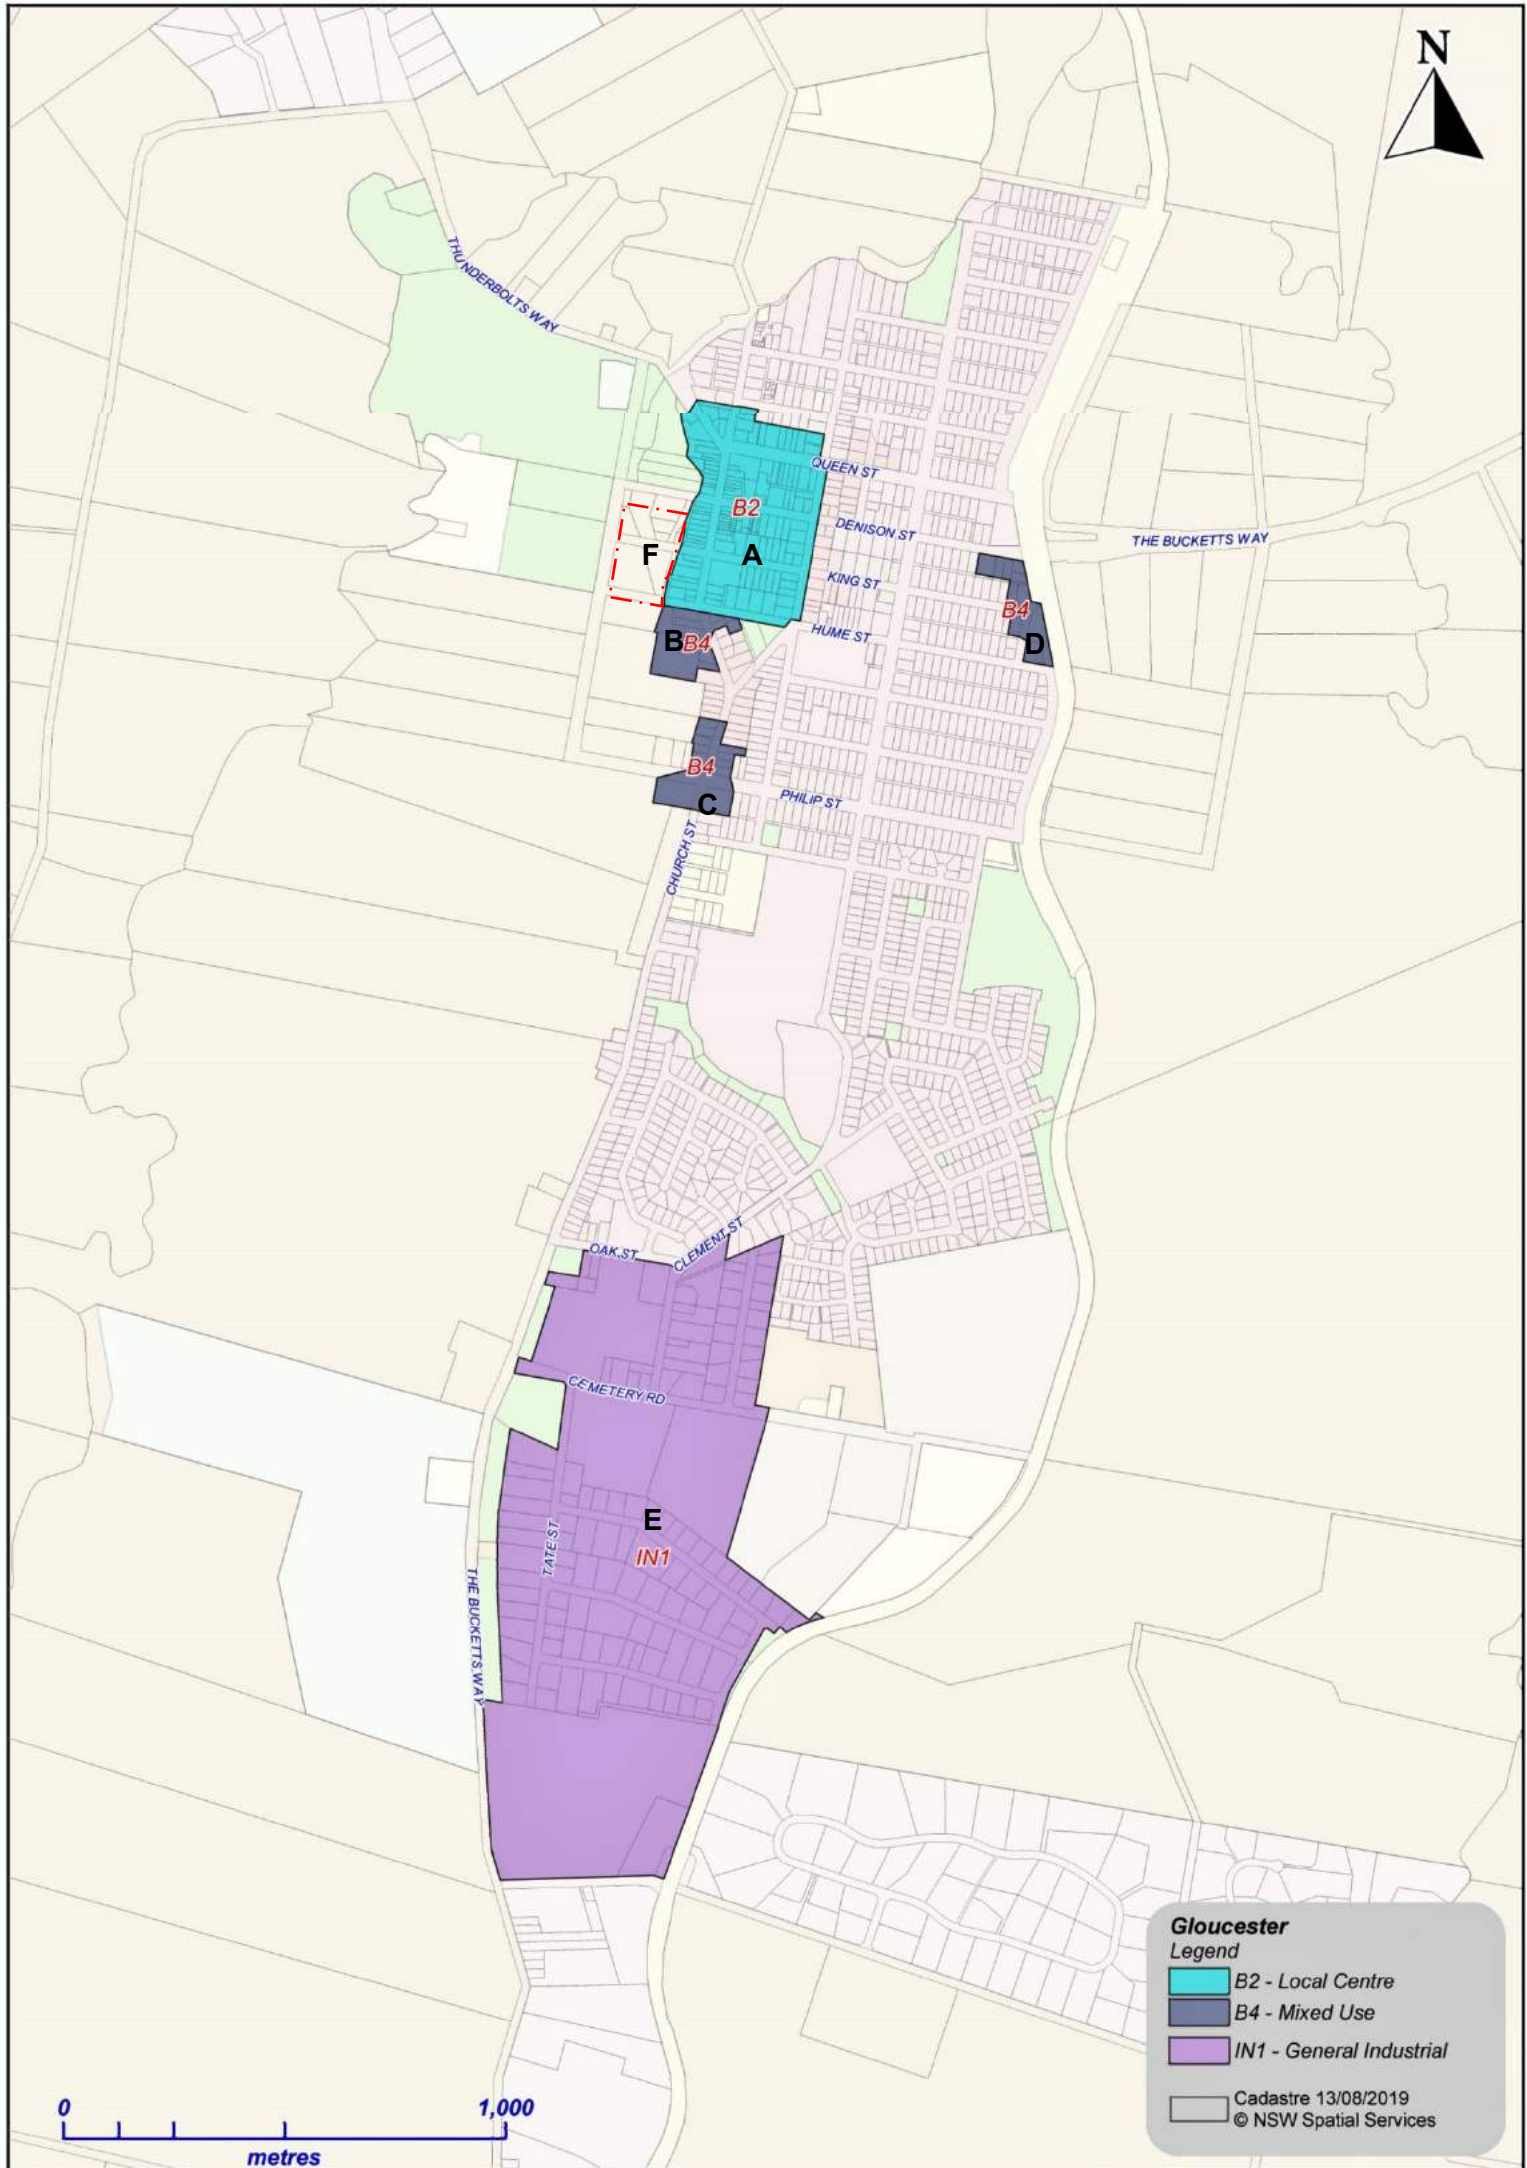 N
THUNDERBOLTS WAY
QUEEN ST
B2
DENISON ST
THE BUCKETTS WAY
F
A
KING ST
B4
HUME ST
B
B4
D
B4
PHILIP ST
C
CHURCH ST
OAK ST
CLEMENT ST
CEMETERY RD
E
TATE ST
IN1
THE BUCKETTS WAY
Gloucester
Legend
B2 - Local Centre
B4 - Mixed Use
IN1 - General Industrial
Cadastre 13/08/2019
© NSW Spatial Services
0 1,000
metres